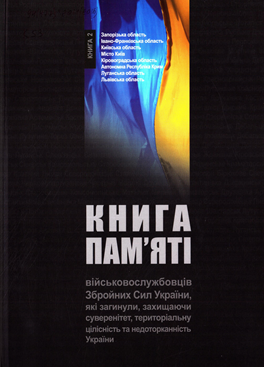 КНИГА 2
Запорізька область
Івано-Франківська область
Київська область
Місто Київ
Кіровоградська область
Автономна Республіка Крим
Луганська область
Львівська область
КНИГА
ПАМ'ЯТІ
військовослужбовців
Збройних Сил України,
які загинули, захищаючи
суверенітет, територіальну
цілісність та недоторканність
України